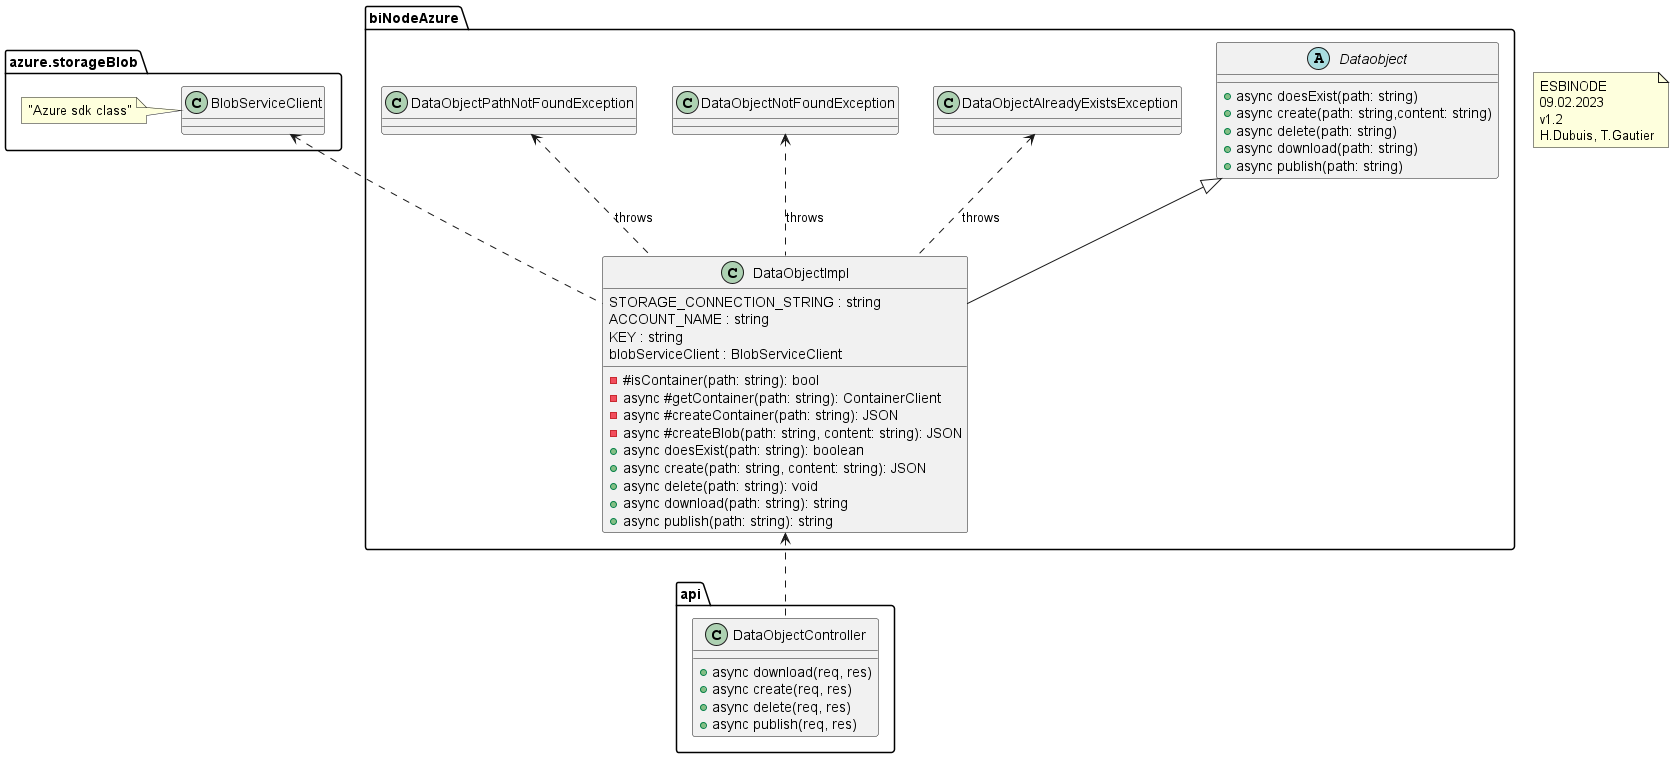 biNodeAzure
azure.storageBlob
"Azure sdk class"
C BlobServiceClient
C DataObjectPathNotFoundException
C DataObjectNotFoundException
C DataObjectAlreadyExistsException
A Dataobject
async doesExist(path: string)
async create(path: string,content: string)
async delete(path: string)
async download(path: string)
async publish(path: string)
ESBINODE
09.02.2023
v1.2
H.Dubuis, T.Gautier
throws
throws
throws
C DataObjectImpl
STORAGE_CONNECTION_STRING : string
ACCOUNT_NAME : string
KEY : string
blobServiceClient : BlobServiceClient
#isContainer(path: string): bool
async #getContainer(path: string): ContainerClient
async #createContainer(path: string): JSON
async #createBlob(path: string, content: string): JSON
async doesExist(path: string): boolean
async create(path: string, content: string): JSON
async delete(path: string): void
async download(path: string): string
async publish(path: string): string
api
C DataObjectController
async download(req, res)
async create(req, res)
async delete(req, res)
async publish(req, res)